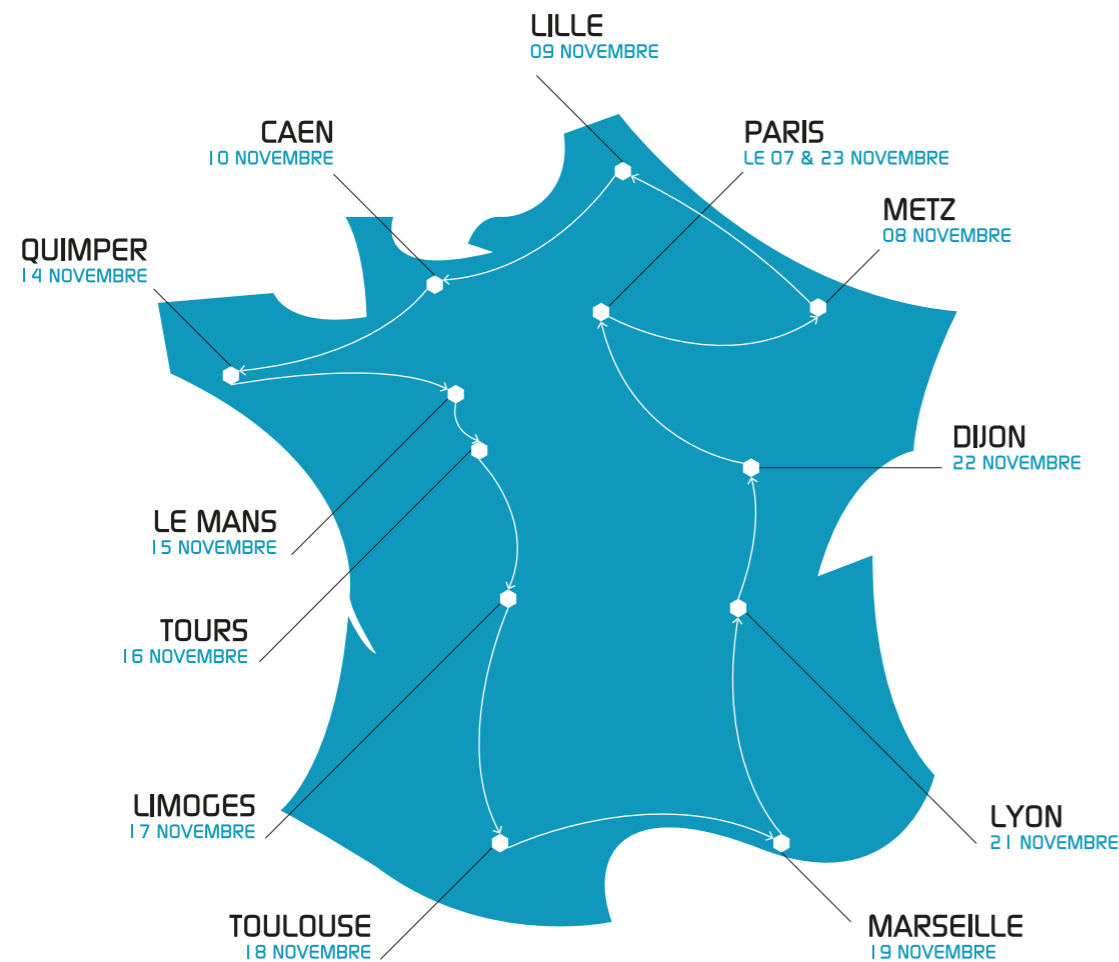 LILLE
09 NOVEMBRE
CAEN
10 NOVEMBRE
PARIS
LE 07 & 23 NOVEMBRE
METZ
08 NOVEMBRE
QUIMPER
14 NOVEMBRE
DIJON
22 NOVEMBRE
LE MANS
15 NOVEMBRE
TOURS
16 NOVEMBRE
LIMOGES
17 NOVEMBRE
LYON
21 NOVEMBRE
TOULOUSE
18 NOVEMBRE
MARSEILLE
19 NOVEMBRE